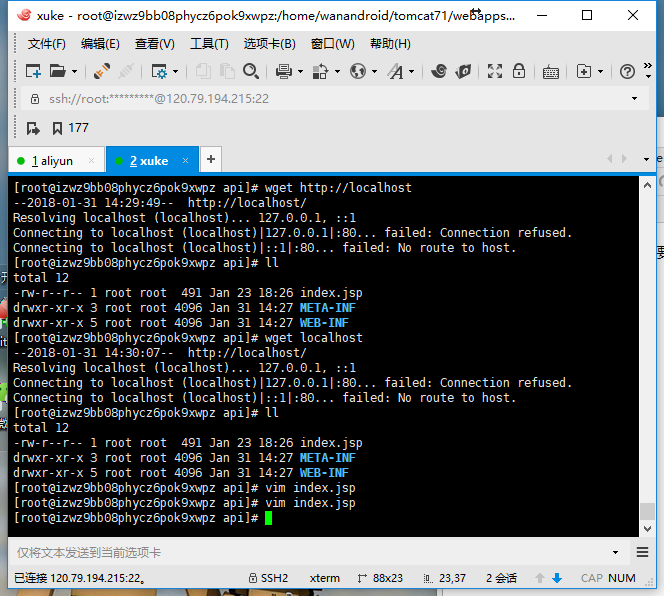 xuke - root@izwz9bb08phycz6pok9xwpz:/home/wanandroid/tomcat71/webapps...
文件(F) 编辑(E) 查看(V) 工具(T) 选项卡(B) 窗口(W) 帮助(H)
ssh://root:*********@120.79.194.215:22
177
1 aliyun × 2 xuke × +
[root@izwz9bb08phycz6pok9xwpz api]# wget http://localhost
--2018-01-31 14:29:49--  http://localhost/
Resolving localhost (localhost)... 127.0.0.1, ::1
Connecting to localhost (localhost)|127.0.0.1|:80... failed: Connection refused.
Connecting to localhost (localhost)|::1|:80... failed: No route to host.
[root@izwz9bb08phycz6pok9xwpz api]# ll
total 12
-rw-r--r-- 1 root root  491 Jan 23 18:26 index.jsp
drwxr-xr-x 3 root root 4096 Jan 31 14:27 META-INF
drwxr-xr-x 5 root root 4096 Jan 31 14:27 WEB-INF
[root@izwz9bb08phycz6pok9xwpz api]# wget localhost
--2018-01-31 14:30:07--  http://localhost/
Resolving localhost (localhost)... 127.0.0.1, ::1
Connecting to localhost (localhost)|127.0.0.1|:80... failed: Connection refused.
Connecting to localhost (localhost)|::1|:80... failed: No route to host.
[root@izwz9bb08phycz6pok9xwpz api]# ll
total 12
-rw-r--r-- 1 root root  491 Jan 23 18:26 index.jsp
drwxr-xr-x 3 root root 4096 Jan 31 14:27 META-INF
drwxr-xr-x 5 root root 4096 Jan 31 14:27 WEB-INF
[root@izwz9bb08phycz6pok9xwpz api]# vim index.jsp
[root@izwz9bb08phycz6pok9xwpz api]# vim index.jsp
[root@izwz9bb08phycz6pok9xwpz api]#
仅将文本发送到当前选项卡
已连接 120.79.194.215:22。 SSH2 xterm 88x23 23,37 2 会话 CAP NUM